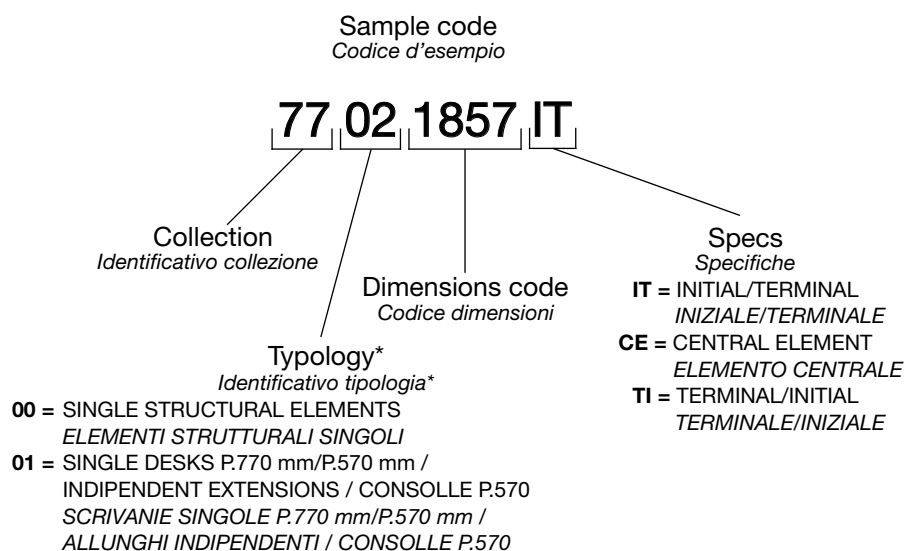 Sample code
Codice d'esempio
77 02 1857 IT
Collection
Identificativo collezione
Specs
Specifiche
IT = INITIAL/TERMINAL
INIZIALE/TERMINALE
CE = CENTRAL ELEMENT
ELEMENTO CENTRALE
TI = TERMINAL/INITIAL
TERMINALE/INIZIALE
Dimensions code
Codice dimensioni
Typology*
Identificativo tipologia*
00 = SINGLE STRUCTURAL ELEMENTS
ELEMENTI STRUTTURALI SINGOLI
01 = SINGLE DESKS P.770 mm/P.570 mm /
INDIPENDENT EXTENSIONS / CONSOLLE P.570
SCRIVANIE SINGOLE P.770 mm/P.570 mm /
ALLUNGHI INDIPENDENTI / CONSOLLE P.570